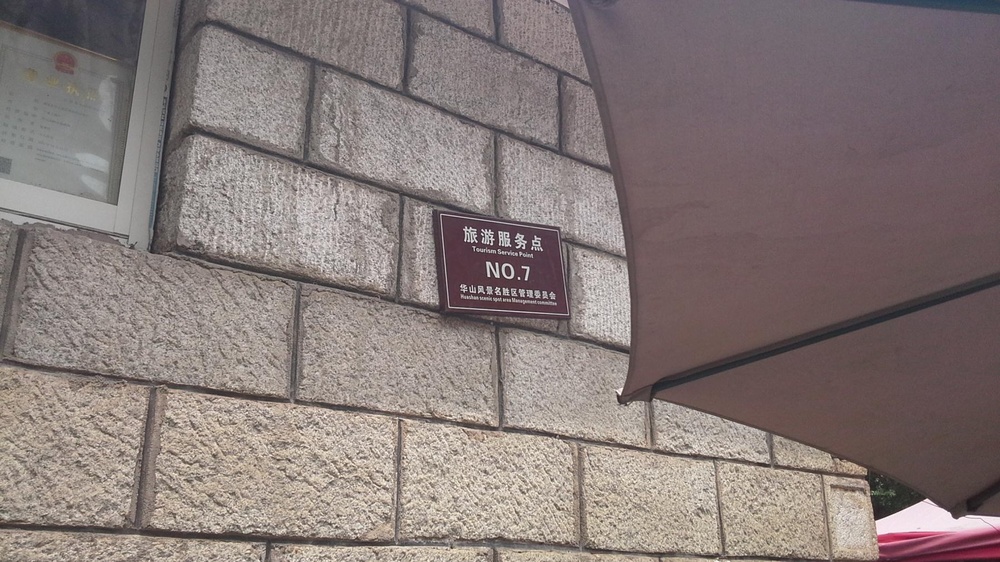 旅游服务点
Tourism Service Point
NO.7
华山风景名胜区管理委员会
Huashan scenic spot area Management committee